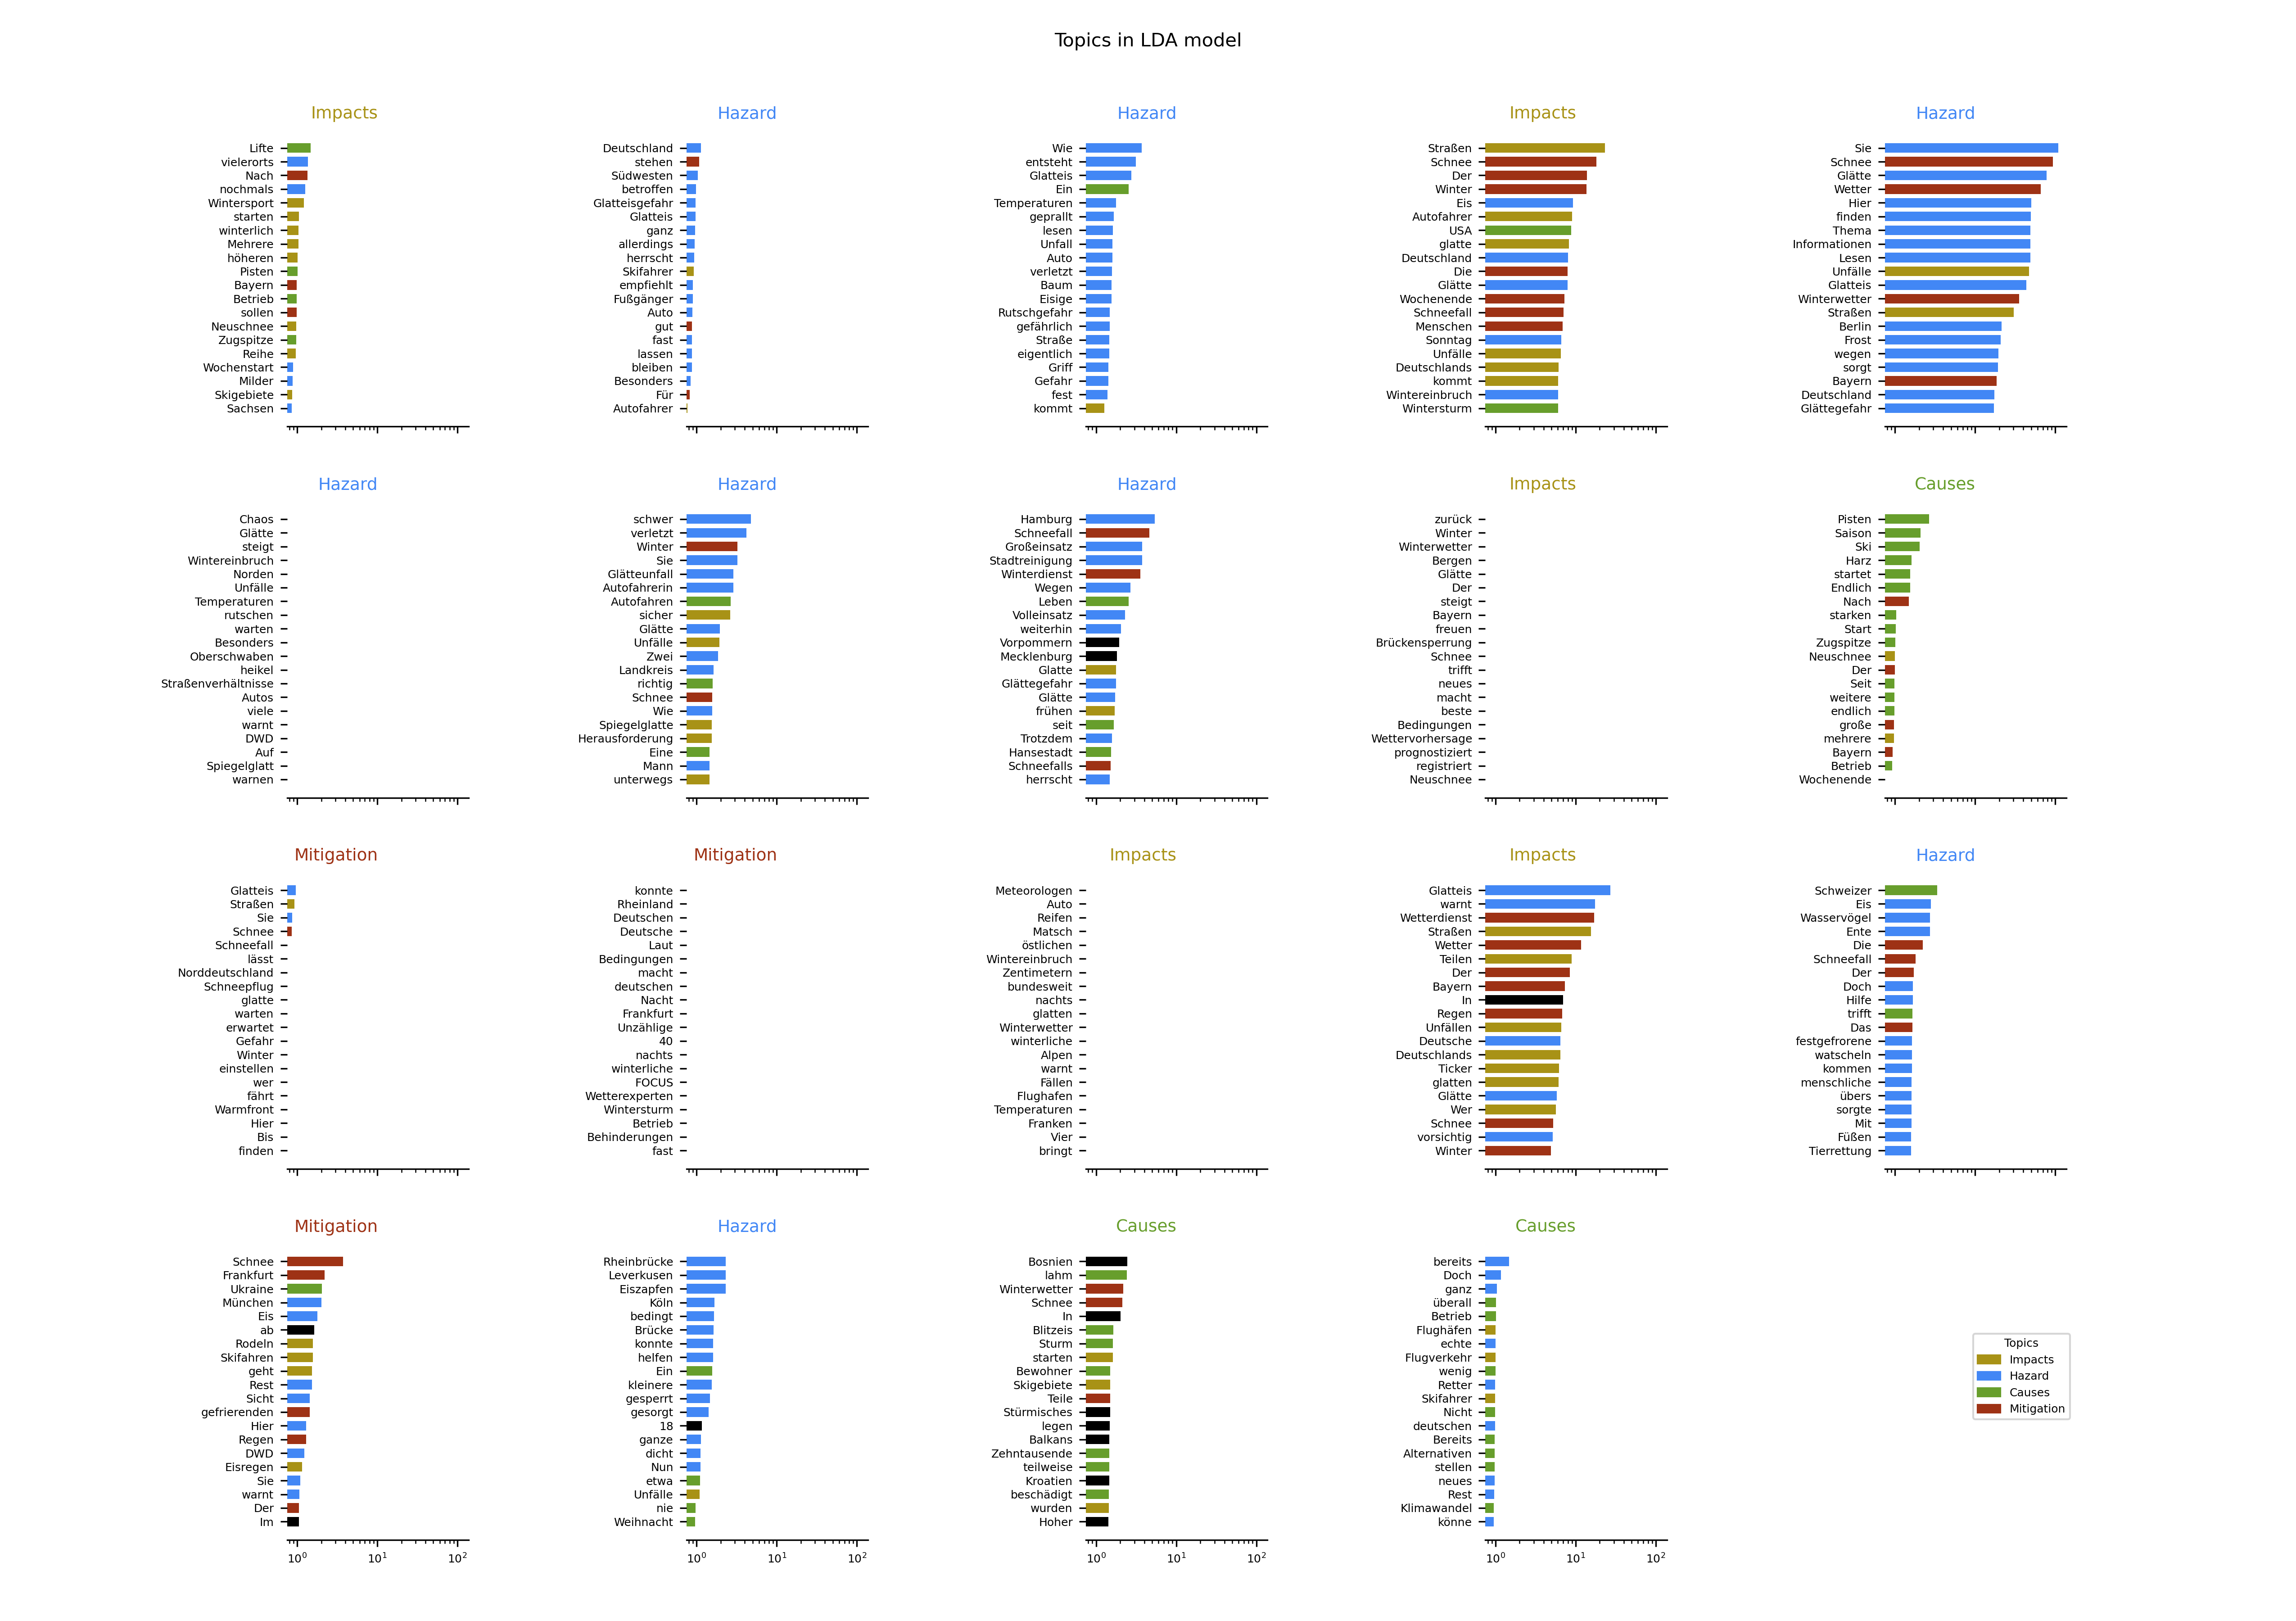 Topics in LDA model
Impacts
Lifte
vielerorts
Nach
nochmals
Wintersport
starten
winterlich
Mehrere
höheren
Pisten
Bayern
Betrieb
sollen
Neuschnee
Zugspitze
Reihe
Wochenstart
Milder
Skigebiete
Sachsen
Hazard
Deutschland
stehen
Südwesten
betroffen
Glatteisgefahr
Glatteis
ganz
allerdings
herrscht
Skifahrer
empfiehlt
Fußgänger
Auto
gut
fast
lassen
bleiben
Besonders
Für
Autofahrer
Hazard
Wie
entsteht
Glatteis
Ein
Temperaturen
geprallt
lesen
Unfall
Auto
verletzt
Baum
Eisige
Rutschgefahr
gefährlich
Straße
eigentlich
Griff
Gefahr
fest
kommt
Impacts
Straßen
Schnee
Der
Winter
Eis
Autofahrer
USA
glatte
Deutschland
Die
Glätte
Wochenende
Schneefall
Menschen
Sonntag
Unfälle
Deutschlands
kommt
Wintereinbruch
Wintersturm
Hazard
Sie
Schnee
Glätte
Wetter
Hier
finden
Thema
Informationen
Lesen
Unfälle
Glatteis
Winterwetter
Straßen
Berlin
Frost
wegen
sorgt
Bayern
Deutschland
Glättegefahr
Hazard
Chaos
Glätte
steigt
Wintereinbruch
Norden
Unfälle
Temperaturen
rutschen
warten
Besonders
Oberschwaben
heikel
Straßenverhältnisse
Autos
viele
warnt
DWD
Auf
Spiegelglatt
warnen
Hazard
schwer
verletzt
Winter
Sie
Glätteunfall
Autofahrerin
Autofahren
sicher
Glätte
Unfälle
Zwei
Landkreis
richtig
Schnee
Wie
Spiegelglatte
Herausforderung
Eine
Mann
unterwegs
Hazard
Hamburg
Schneefall
Großeinsatz
Stadtreinigung
Winterdienst
Wegen
Leben
Volleinsatz
weiterhin
Vorpommern
Mecklenburg
Glatte
Glättegefahr
Glätte
frühen
seit
Trotzdem
Hansestadt
Schneefalls
herrscht
Impacts
zurück
Winter
Winterwetter
Bergen
Glätte
Der
steigt
Bayern
freuen
Brückensperrung
Schnee
trifft
neues
macht
beste
Bedingungen
Wettervorhersage
prognostiziert
registriert
Neuschnee
Causes
Pisten
Saison
Ski
Harz
startet
Endlich
Nach
starken
Start
Zugspitze
Neuschnee
Der
Seit
weitere
endlich
große
mehrere
Bayern
Betrieb
Wochenende
Mitigation
Glatteis
Straßen
Sie
Schnee
Schneefall
lässt
Norddeutschland
Schneepflug
glatte
warten
erwartet
Gefahr
Winter
einstellen
wer
fährt
Warmfront
Hier
Bis
finden
Mitigation
konnte
Rheinland
Deutschen
Deutsche
Laut
Bedingungen
macht
deutschen
Nacht
Frankfurt
Unzählige
40
nachts
winterliche
FOCUS
Wetterexperten
Wintersturm
Betrieb
Behinderungen
fast
Impacts
Meteorologen
Auto
Reifen
Matsch
östlichen
Wintereinbruch
Zentimetern
bundesweit
nachts
glatten
Winterwetter
winterliche
Alpen
warnt
Fällen
Flughafen
Temperaturen
Franken
Vier
bringt
Impacts
Glatteis
warnt
Wetterdienst
Straßen
Wetter
Teilen
Der
Bayern
In
Regen
Unfällen
Deutsche
Deutschlands
Ticker
glatten
Glätte
Wer
Schnee
vorsichtig
Winter
Hazard
Schweizer
Eis
Wasservögel
Ente
Die
Schneefall
Der
Doch
Hilfe
trifft
Das
festgefrorene
watscheln
kommen
menschliche
übers
sorgte
Mit
Füßen
Tierrettung
Mitigation
Schnee
Frankfurt
Ukraine
München
Eis
ab
Rodeln
Skifahren
geht
Rest
Sicht
gefrierenden
Hier
Regen
DWD
Eisregen
Sie
warnt
Der
Im
10⁰ 10¹ 10²
Hazard
Rheinbrücke
Leverkusen
Eiszapfen
Köln
bedingt
Brücke
konnte
helfen
Ein
kleinere
gesperrt
gesorgt
18
ganze
dicht
Nun
etwa
Unfälle
nie
Weihnacht
10⁰ 10¹ 10²
Causes
Bosnien
lahm
Winterwetter
Schnee
In
Blitzeis
Sturm
starten
Bewohner
Skigebiete
Teile
Stürmisches
legen
Balkans
Zehntausende
teilweise
Kroatien
beschädigt
wurden
Hoher
10⁰ 10¹ 10²
Causes
bereits
Doch
ganz
überall
Betrieb
Flughäfen
echte
Flugverkehr
wenig
Retter
Skifahrer
Nicht
deutschen
Bereits
Alternativen
stellen
neues
Rest
Klimawandel
könne
10⁰ 10¹ 10²
Topics
Impacts
Hazard
Causes
Mitigation